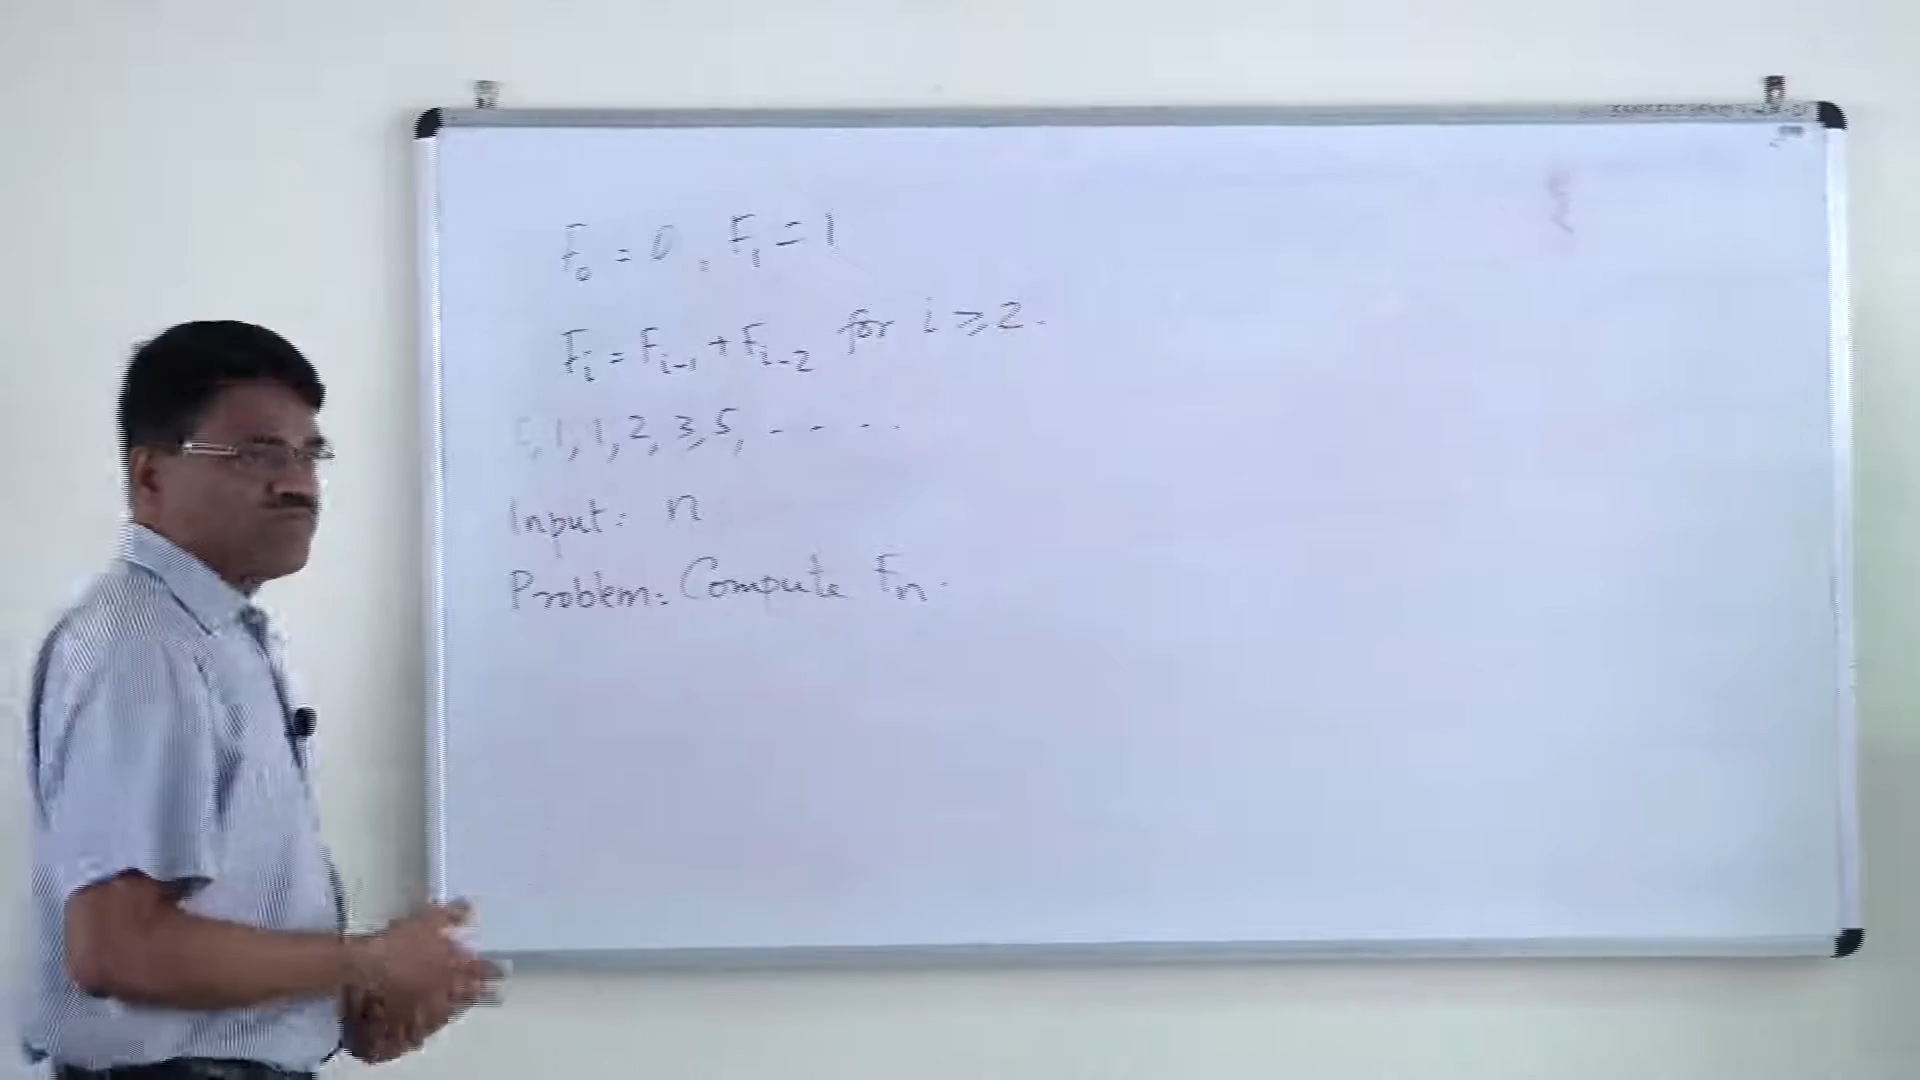 F₀ = 0, F₁ = 1
Fᵢ = Fᵢ₋₁ + Fᵢ₋₂ for i ≥ 2.
1, 1, 2, 3, 5, - - - -
Input: n
Problem: Compute Fₙ.